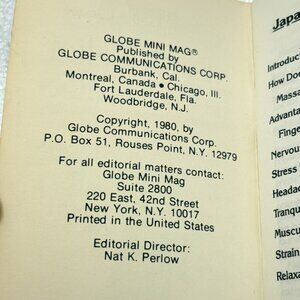 GLOBE MINI MAG®
Published by
GLOBE COMMUNICATIONS CORP.
Burbank, Cal.
Montreal, Canada • Chicago, Ill.
Fort Lauderdale, Fla.
Woodbridge, N.J.
Copyright, 1980, by
Globe Communications Corp.
P.O. Box 51, Rouses Point, N.Y. 12979
For all editorial matters contact:
Globe Mini Mag
Suite 2800
220 East, 42nd Street
New York, N.Y. 10017
Printed in the United States
Editorial Director:
Nat K. Perlow
Japa
Introduc
How Do
Massa
Advanta
Finge
Nervous
Stress
Headac
Tranqu
Muscu
Strain
Relaxa